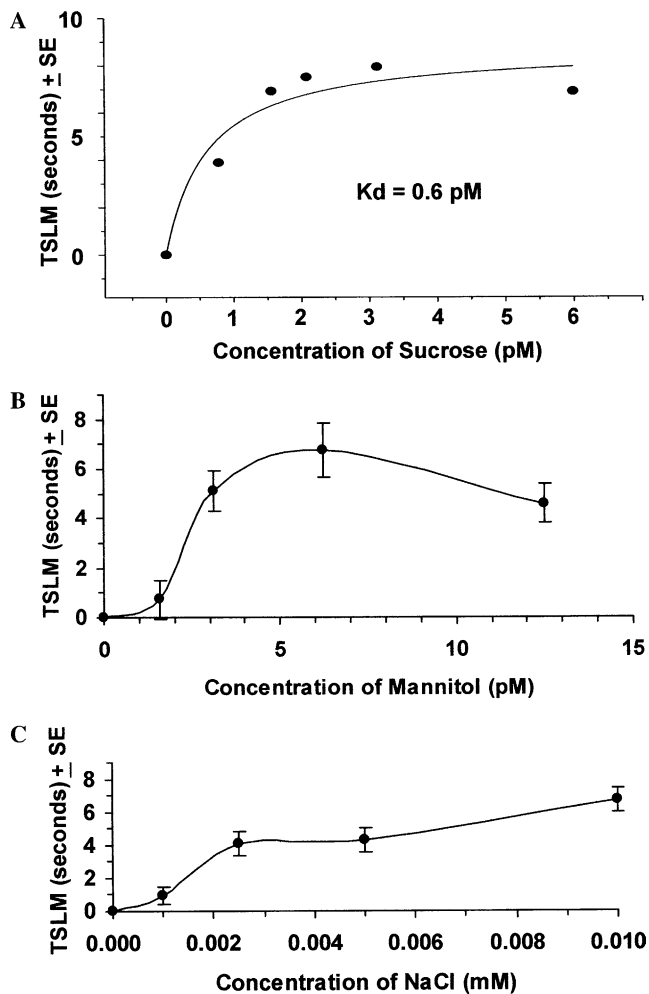 A
TSLM (seconds) ± SE
10
5
0
Kd = 0.6 pM
0 1 2 3 4 5 6
Concentration of Sucrose (pM)
B
TSLM (seconds) ± SE
8
6
4
2
0
0 5 10 15
Concentration of Mannitol (pM)
C
TSLM (seconds) ± SE
8
6
4
2
0
0.000 0.002 0.004 0.006 0.008 0.010
Concentration of NaCl (mM)